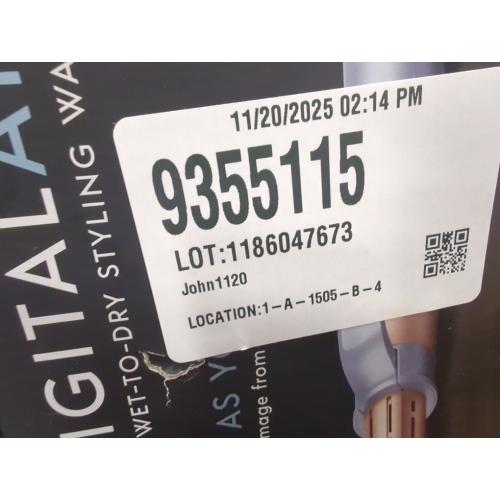 11/20/2025 02:14 PM
9355115
LOT:1186047673
John1120
LOCATION:1-A-1505-B-4
IGITALA
WET-TO-DRY STYLING WA
AS Y
mage from